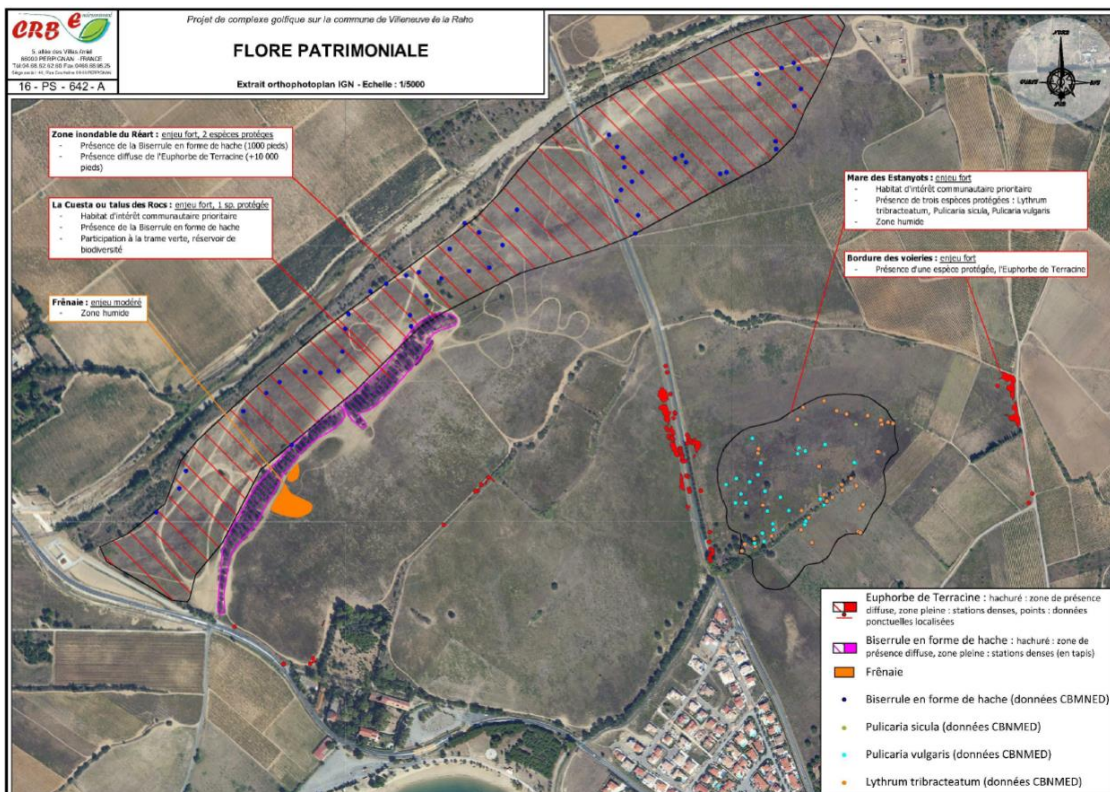 CRB environnement
5, allée des Villas Amiel
66000 PERPIGNAN - FRANCE
16 - PS - 642 - A
Projet de complexe golfique sur la commune de Villeneuve de la Raho
FLORE PATRIMONIALE
Extrait orthophotoplan IGN - Echelle : 1/5000
NORD
OUEST
EST
SUD
Zone inondable du Réart : enjeu fort, 2 espèces protéges
- Présence de la Biserrule en forme de hache (1000 pieds)
- Présence diffuse de l'Euphorbe de Terracine (+10 000
pieds)
La Cuesta ou talus des Rocs : enjeu fort, 1 sp. protégée
- Habitat d'intérêt communautaire prioritaire
- Présence de la Biserrule en forme de hache
- Participation à la trame verte, réservoir de
biodiversité
Frênaie : enjeu modéré
- Zone humide
Mare des Estanyots : enjeu fort
- Habitat d'intérêt communautaire prioritaire
- Présence de trois espèces protégées : Lythrum
tribracteatum, Pulicaria sicula, Pulicaria vulgaris
- Zone humide
Bordure des voieries : enjeu fort
- Présence d'une espèce protégée, l'Euphorbe de Terracine
Euphorbe de Terracine : hachuré : zone de présence
diffuse, zone pleine : stations denses, points : données
ponctuelles localisées
Biserrule en forme de hache : hachuré : zone de
présence diffuse, zone pleine : stations denses (en tapis)
Frênaie
Biserrule en forme de hache (données CBMNED)
Pulicaria sicula (données CBNMED)
Pulicaria vulgaris (données CBNMED)
Lythrum tribracteatum (données CBNMED)